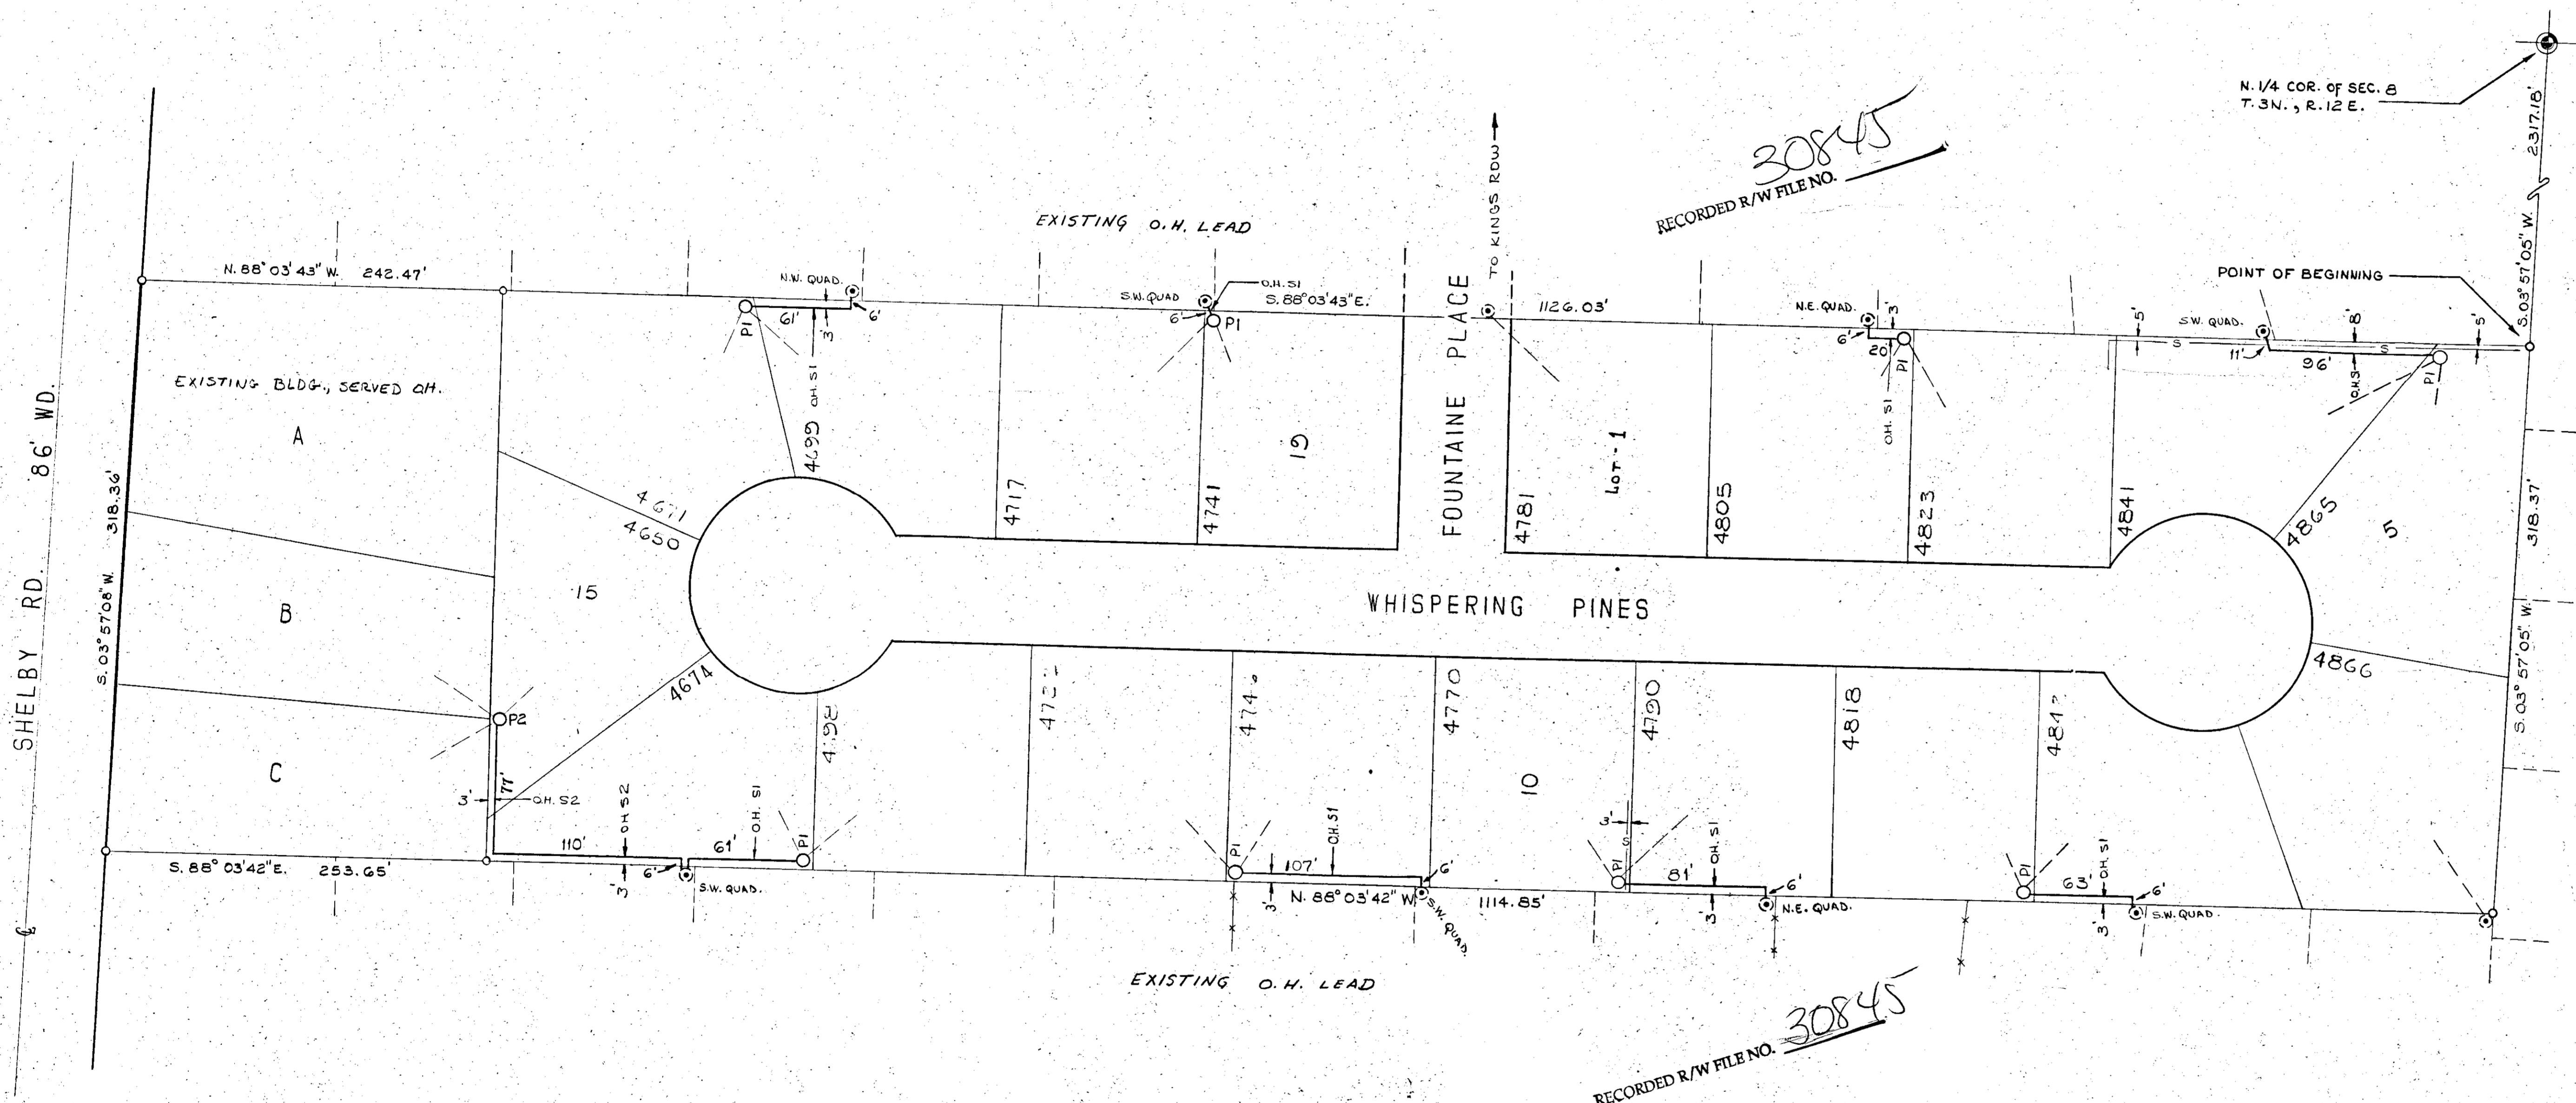 N. 1/4 COR. OF SEC. 8
T. 3N., R. 12 E.
2317.18'
S. 03° 57' 05" W.
30845
RECORDED R/W FILE NO.
TO KINGS ROW
EXISTING O.H. LEAD
N. 88° 03' 43" W. 242.47'
N.W. QUAD.
61'
3'
6'
P1
S.W. QUAD
O.H. S1
S. 88° 03' 43" E.
6'
P1
1126.03'
N.E. QUAD.
3'
6'
20'
P1
POINT OF BEGINNING
5'
S.W. QUAD.
8'
5'
S
S
11'
96'
O.H.S
P1
EXISTING BLDG., SERVED O.H.
A
O.H. S1
4699
4717
4741
19
FOUNTAINE PLACE
4781
LOT-1
4805
O.H. S1
4823
4841
4865
5
318.37'
86' WD.
SHELBY RD.
318.36'
S. 03° 57' 08" W.
4671
4650
15
B
WHISPERING PINES
4866
S. 03° 57' 05" W.
4674
P2
C
77'
3'
O.H. S2
110'
O.H. S2
61'
O.H. S1
P1
3'
6'
S.W. QUAD.
S. 88° 03' 42" E. 253.65'
4770
4790
4818
10
P1
107'
O.H. S1
6'
3'
N. 88° 03' 42" W.
S.W. QUAD
1114.85'
3'
S
P1
81'
O.H. S1
6'
3'
N.E. QUAD.
P1
63'
O.H. S1
6'
3'
S.W. QUAD.
EXISTING O.H. LEAD
RECORDED R/W FILE NO. 30845